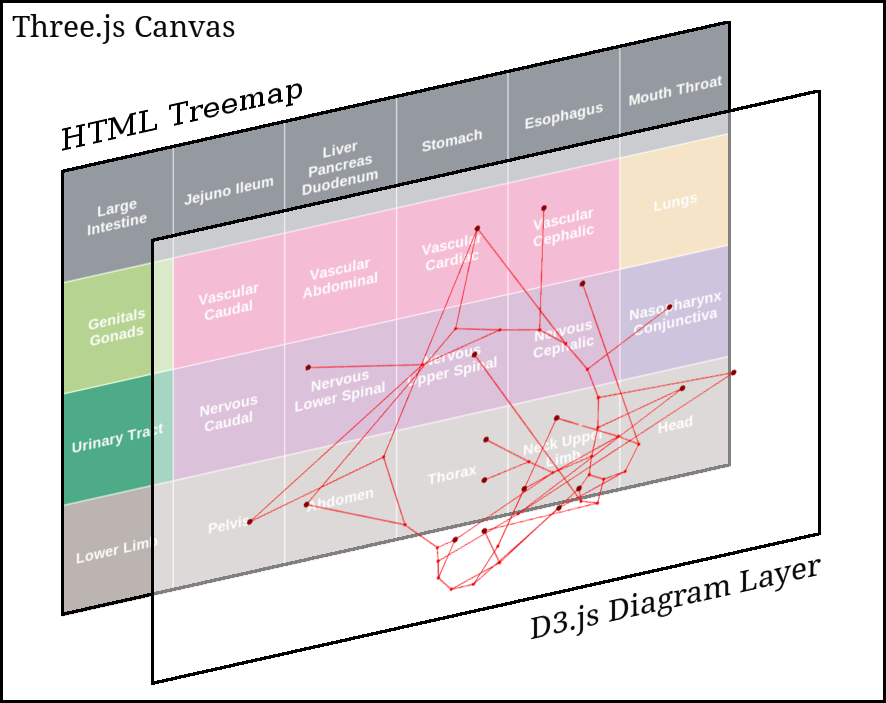 Three.js Canvas
HTML Treemap
Large
Intestine
Jejuno Ileum
Liver
Pancreas
Duodenum
Stomach
Esophagus
Mouth Throat
Genitals
Gonads
Vascular
Caudal
Vascular
Abdominal
Vascular
Cardiac
Vascular
Cephalic
Lungs
Urinary Tract
Nervous
Caudal
Nervous
Lower Spinal
Nervous
Upper Spinal
Nervous
Cephalic
Nasopharynx
Conjunctiva
Lower Limb
Pelvis
Abdomen
Thorax
Neck Upper
Limb
Head
D3.js Diagram Layer